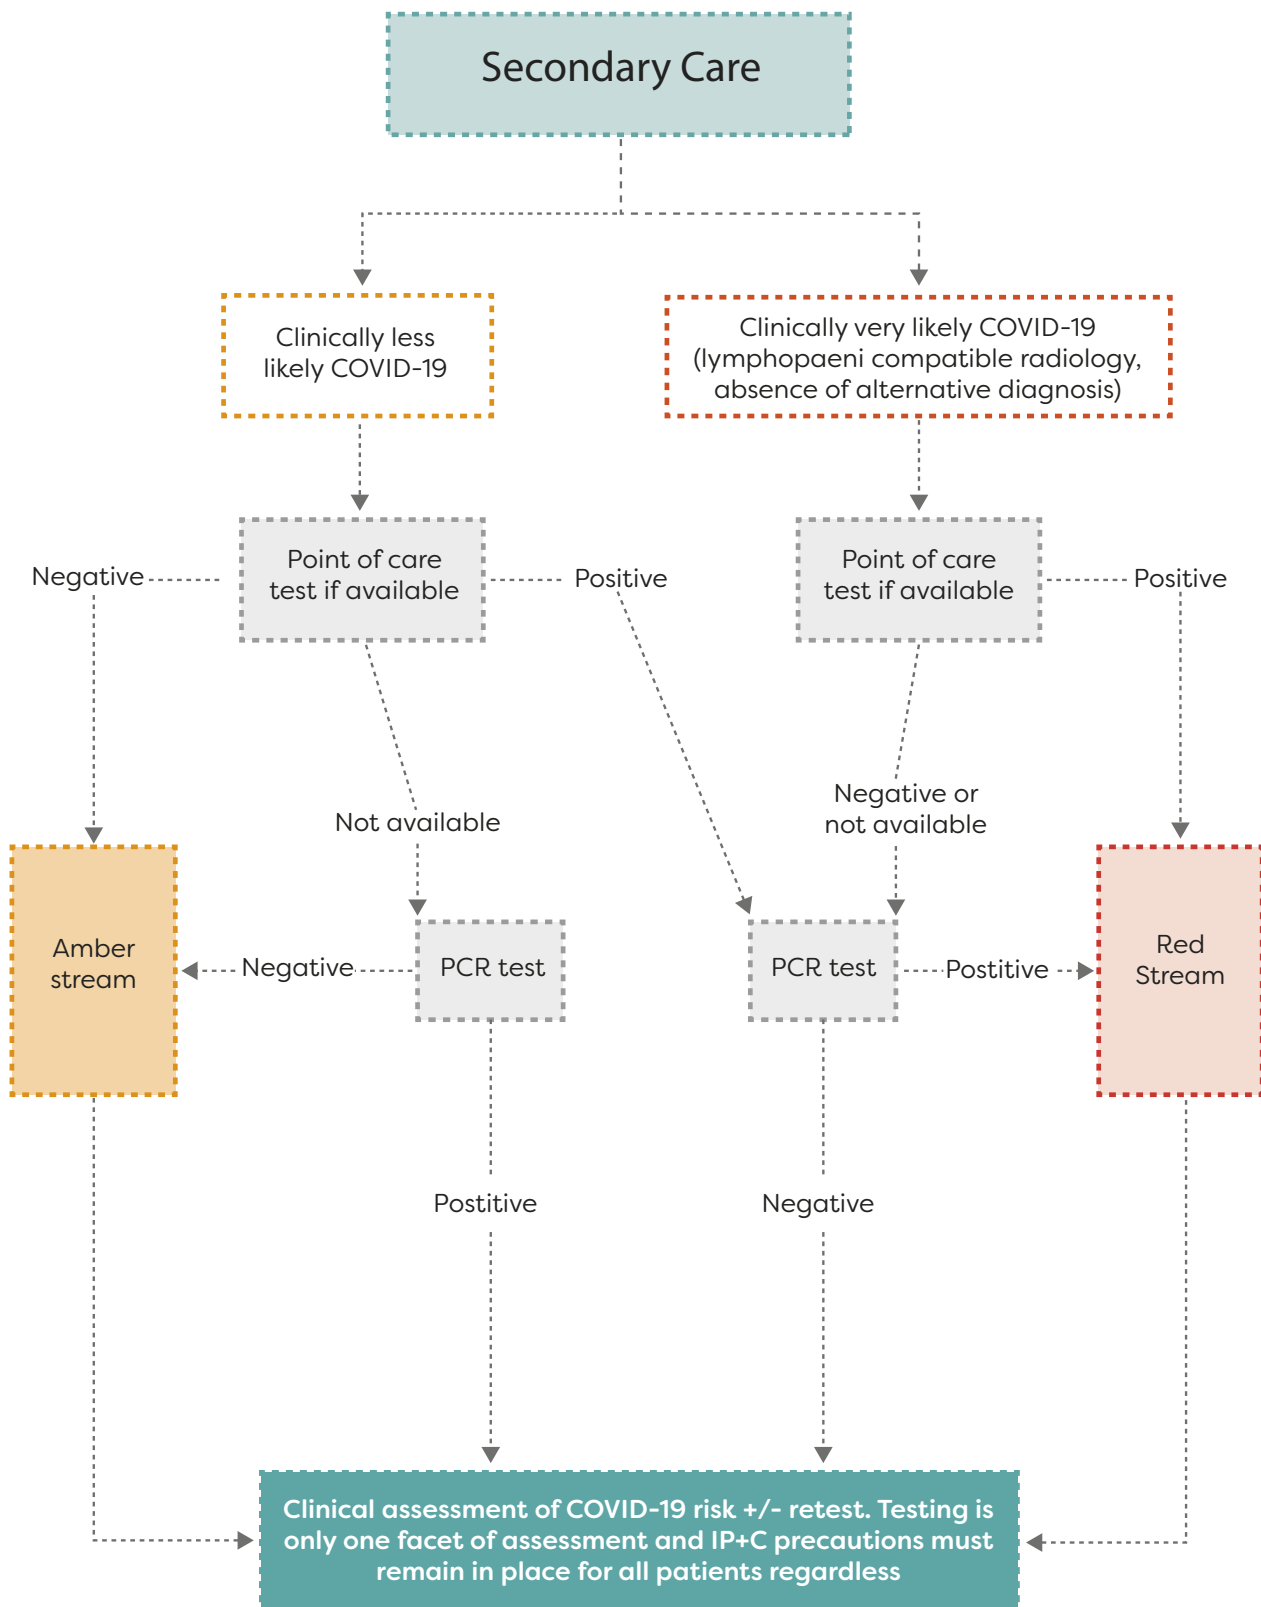 Secondary Care
Clinically less
likely COVID-19
Clinically very likely COVID-19
(lymphopaeni compatible radiology,
absence of alternative diagnosis)
Negative
Point of care
test if available
Positive
Point of care
test if available
Positive
Not available
Negative or
not available
Amber
stream
Negative
PCR test
PCR test
Postitive
Red
Stream
Postitive
Negative
Clinical assessment of COVID-19 risk +/- retest. Testing is
only one facet of assessment and IP+C precautions must
remain in place for all patients regardless